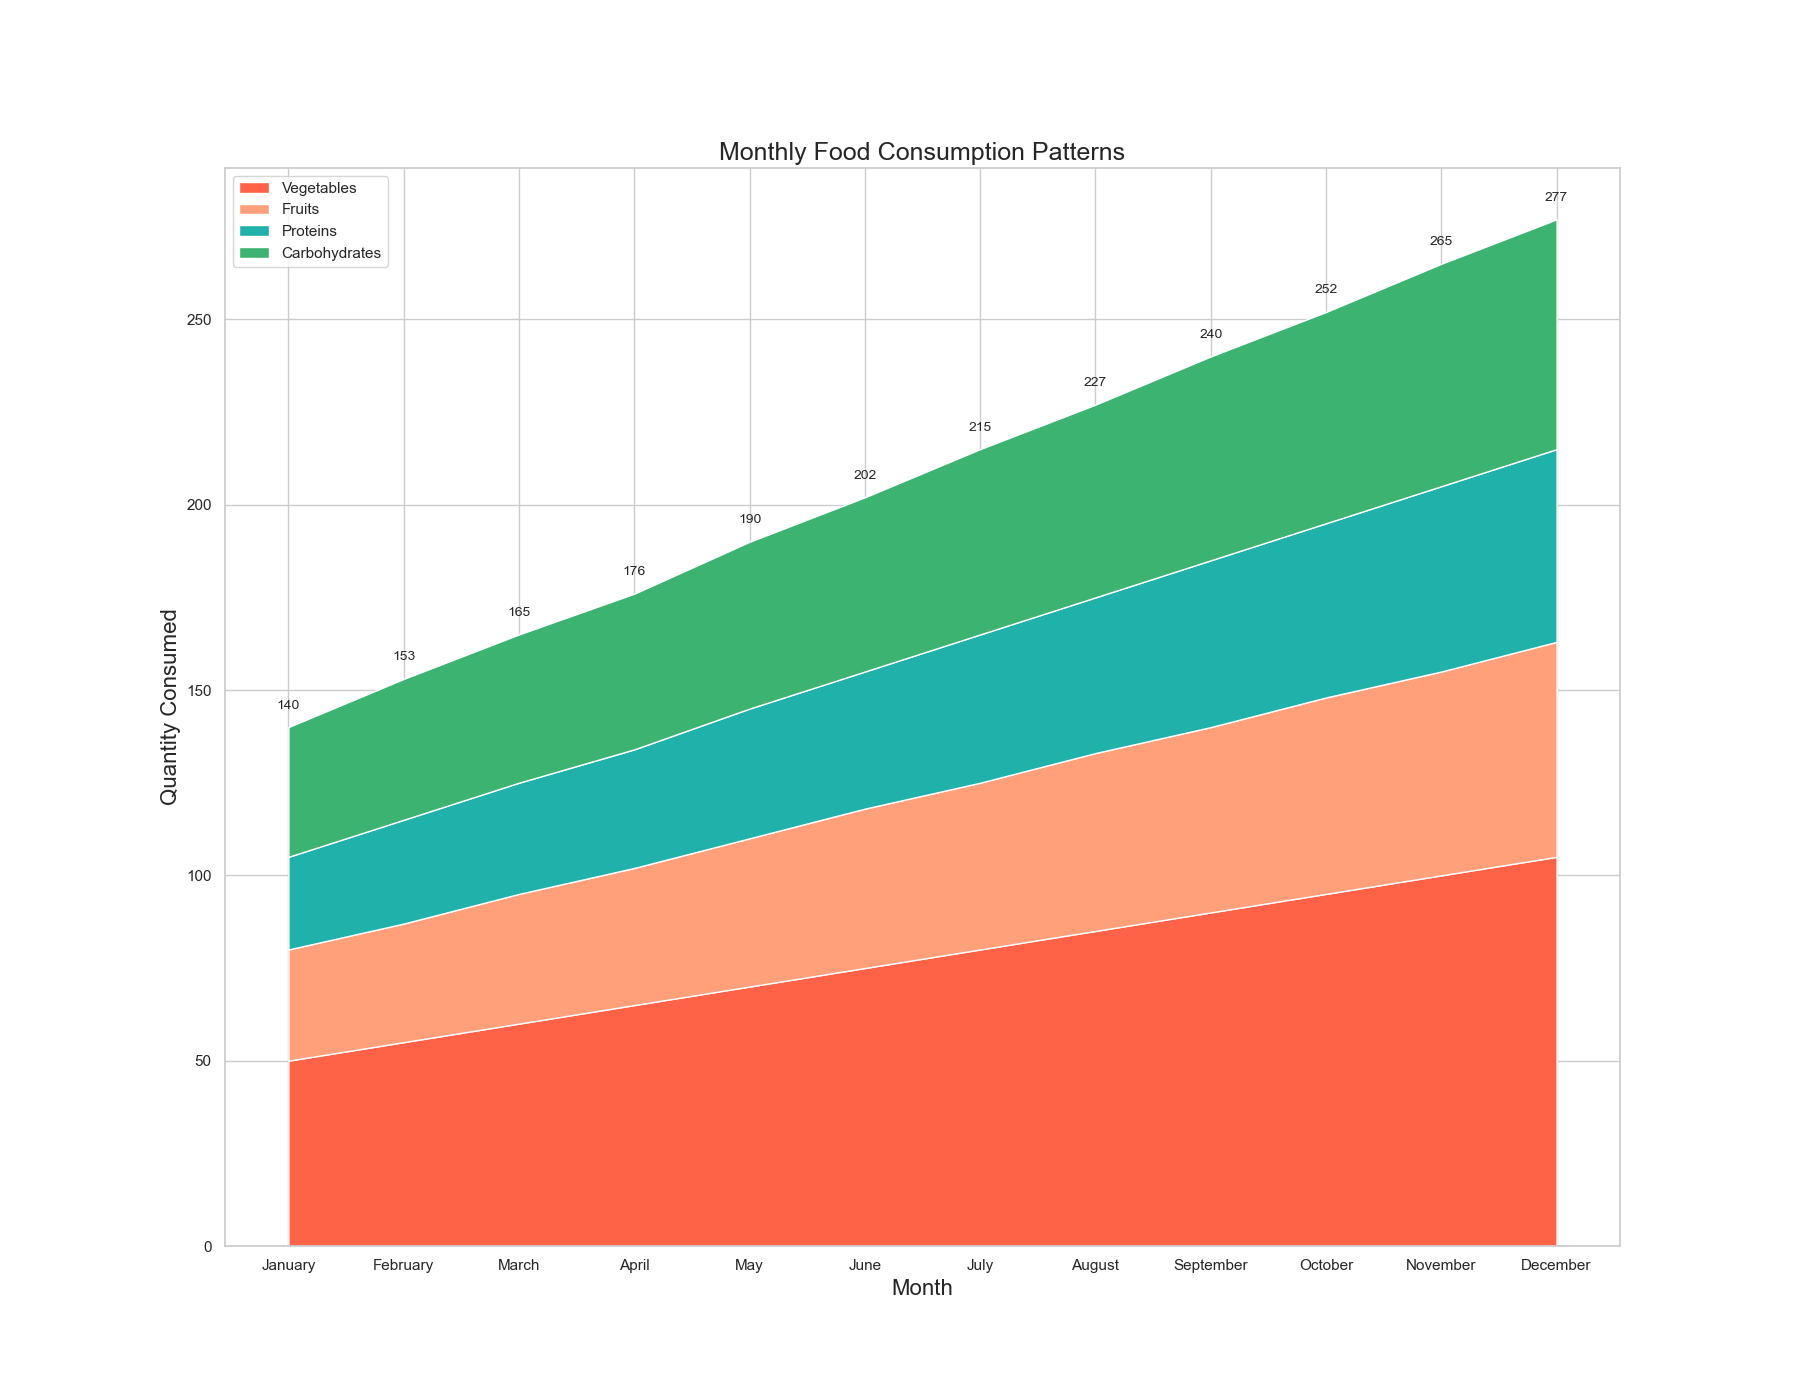 Monthly Food Consumption Patterns
Vegetables
Fruits
Proteins
Carbohydrates
277
265
252
240
227
215
202
190
176
165
153
140
250
200
150
100
50
0
Quantity Consumed
January February March April May June July August September October November December
Month